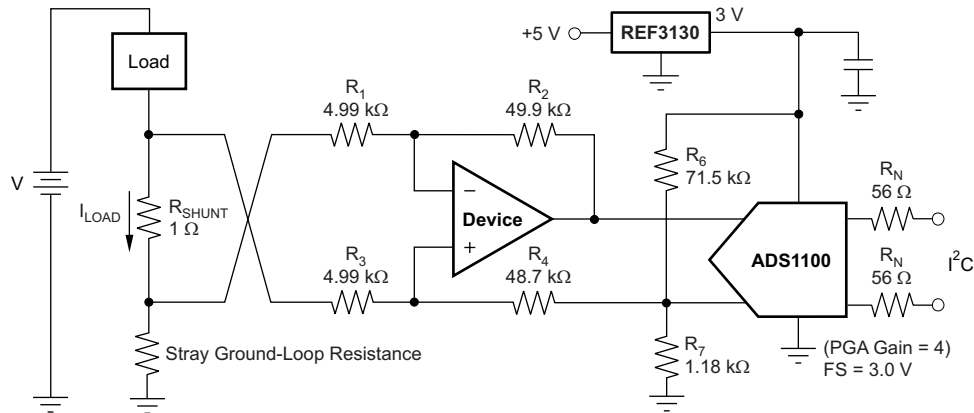 3 V
+5 V
REF3130
Load
R1
4.99 kΩ
R2
49.9 kΩ
R6
71.5 kΩ
V
ILOAD
RSHUNT
1 Ω
−
Device
+
RN
56 Ω
ADS1100
I²C
R3
4.99 kΩ
R4
48.7 kΩ
RN
56 Ω
Stray Ground-Loop Resistance
R7
1.18 kΩ
(PGA Gain = 4)
FS = 3.0 V